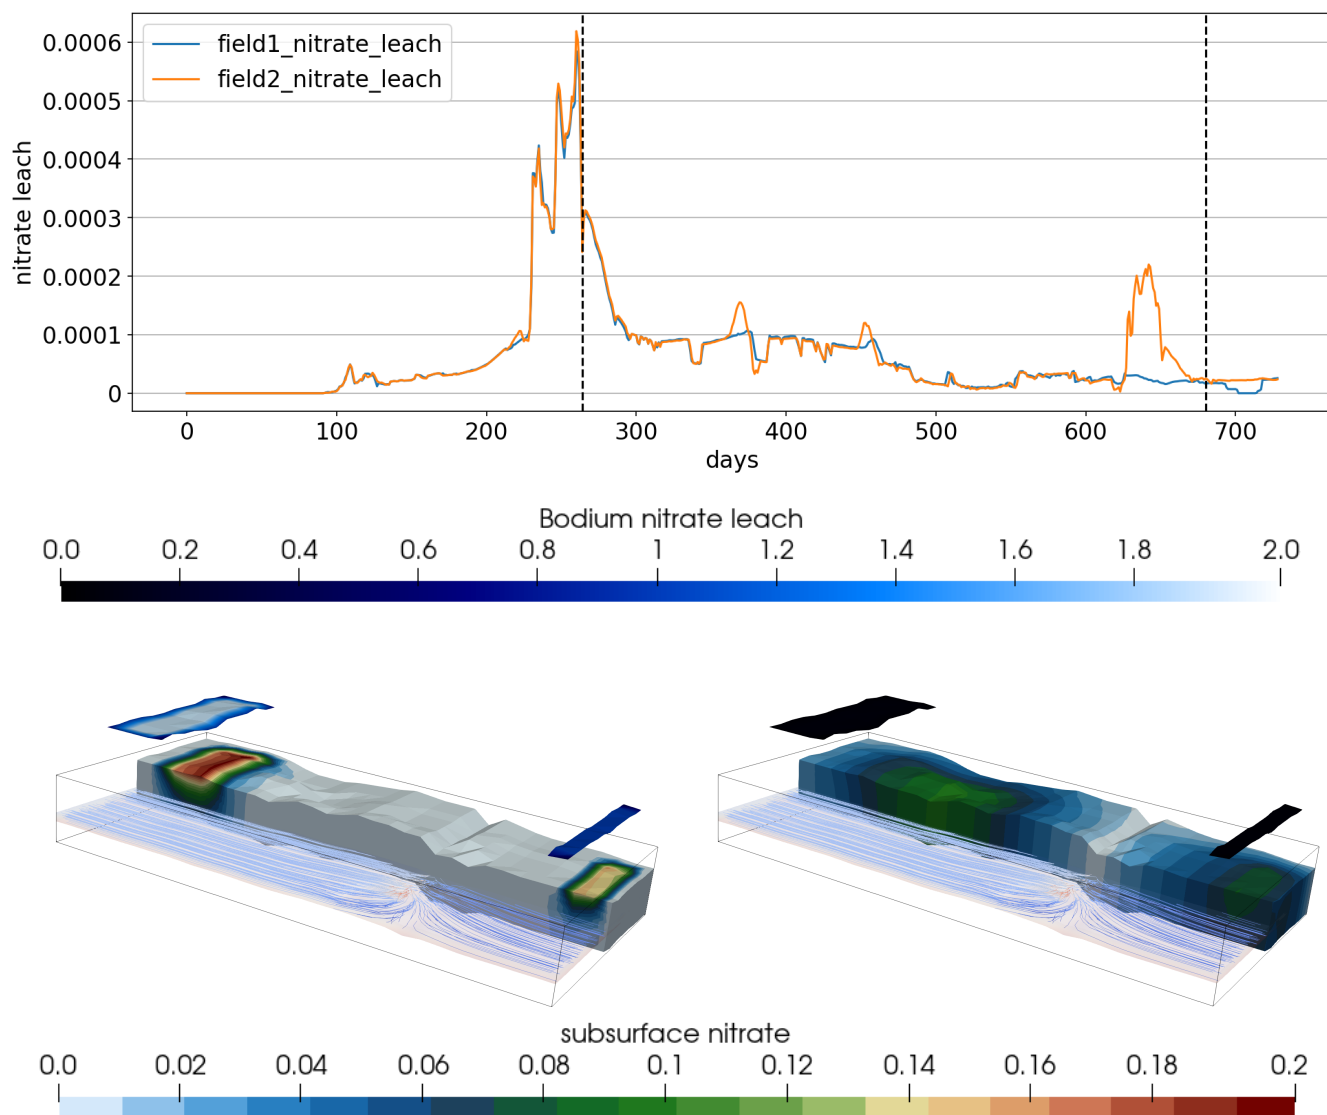 field1_nitrate_leach
field2_nitrate_leach
0.0006
0.0005
0.0004
0.0003
0.0002
0.0001
0
nitrate leach
0 100 200 300 400 500 600 700
days
Bodium nitrate leach
0.0 0.2 0.4 0.6 0.8 1 1.2 1.4 1.6 1.8 2.0
subsurface nitrate
0.0 0.02 0.04 0.06 0.08 0.1 0.12 0.14 0.16 0.18 0.2